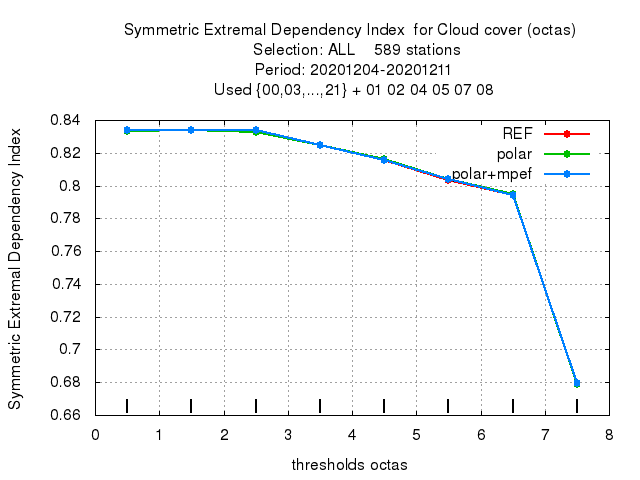 Symmetric Extremal Dependency Index  for Cloud cover (octas)
Selection: ALL    589 stations
Period: 20201204-20201211
Used {00,03,...,21} + 01 02 04 05 07 08
Symmetric Extremal Dependency Index
0.84
0.82
0.8
0.78
0.76
0.74
0.72
0.7
0.68
0.66
REF
polar
polar+mpef
0 1 2 3 4 5 6 7 8
thresholds octas